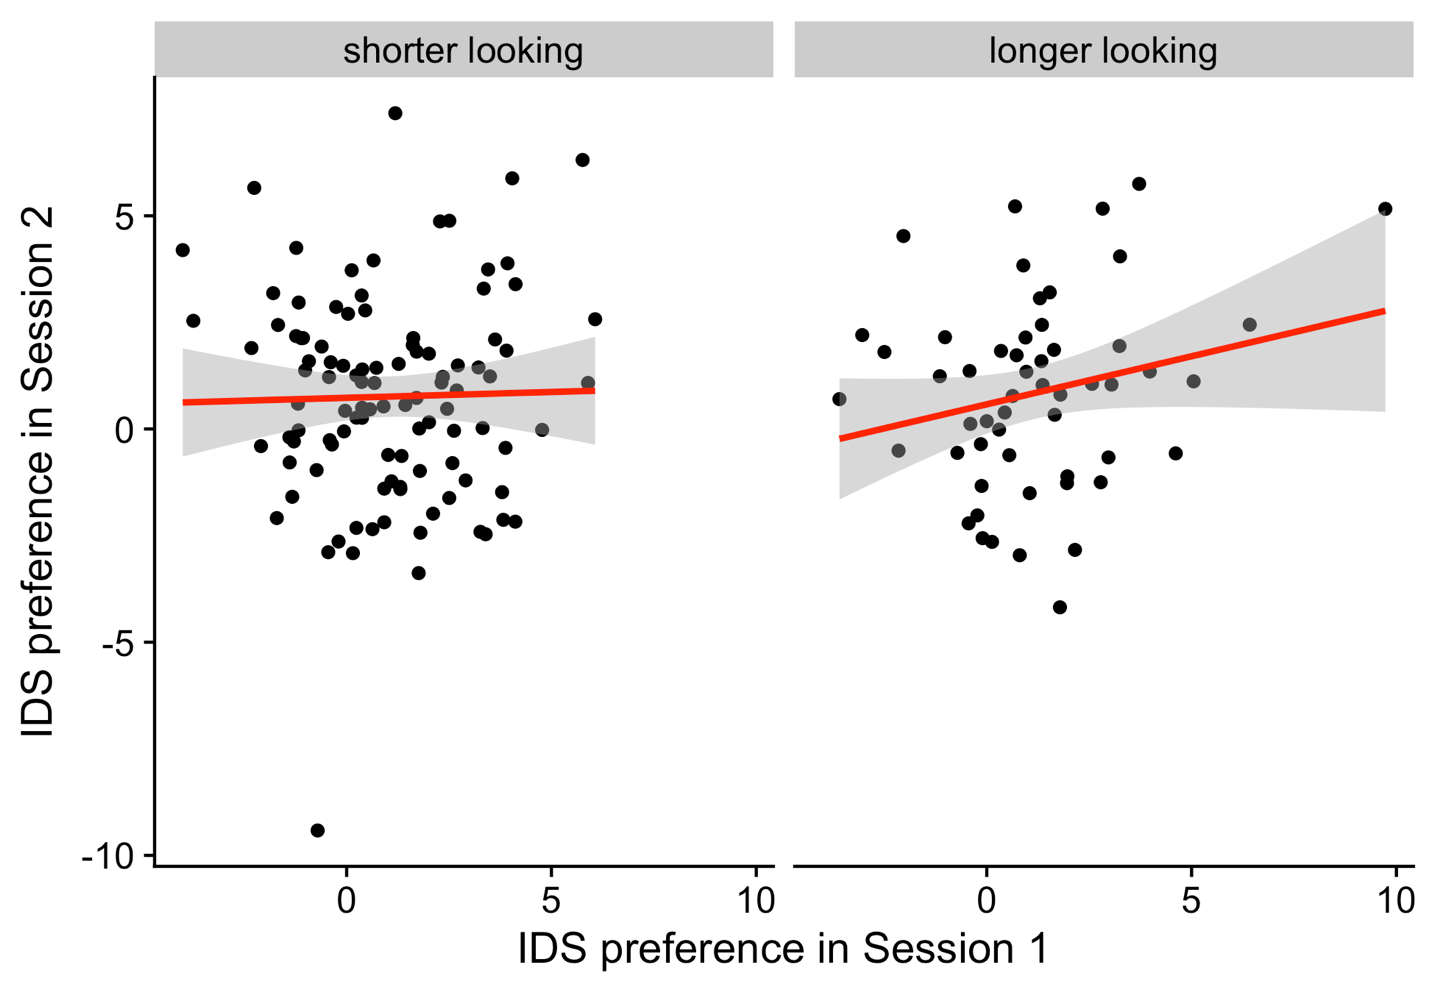 shorter looking
longer looking
IDS preference in Session 2
5
0
-5
-10
0 5 10
0 5 10
IDS preference in Session 1